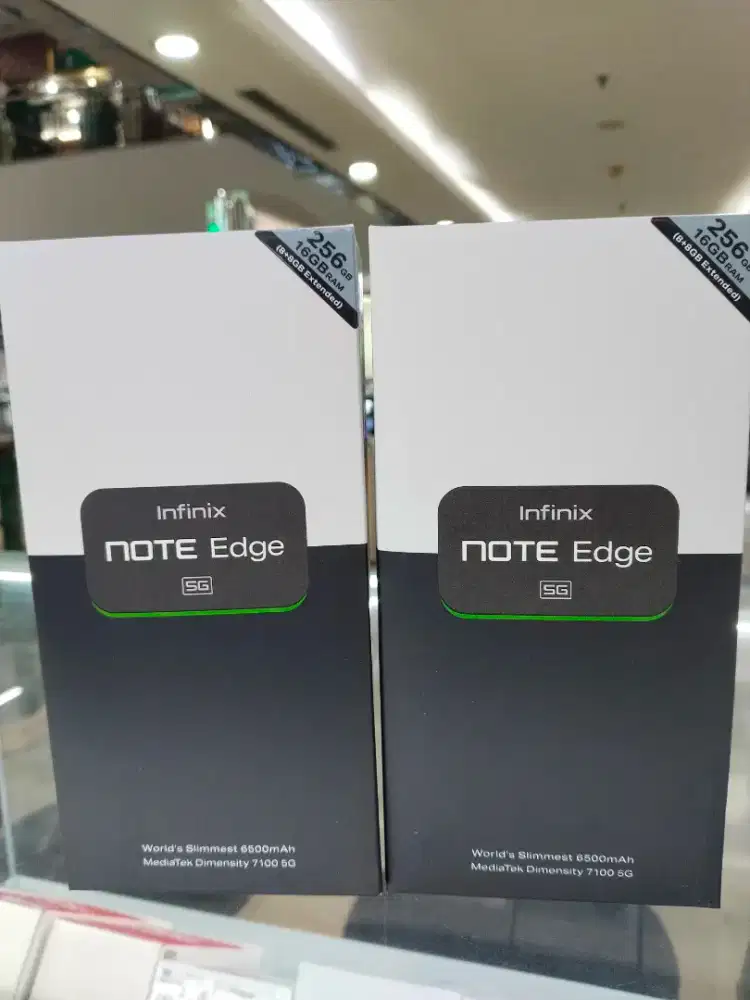 256GB
16GB RAM
(8+8GB Extended)
Infinix
NOTE Edge
5G
World's Slimmest 6500mAh
MediaTek Dimensity 7100 5G
256GB
16GB RAM
(8+8GB Extended)
Infinix
NOTE Edge
5G
World's Slimmest 6500mAh
MediaTek Dimensity 7100 5G